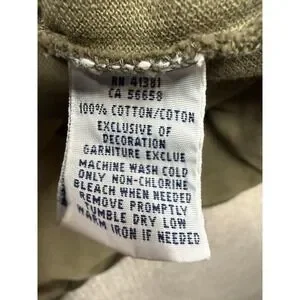 RN 41381
CA 56658
100% COTTON/COTON
EXCLUSIVE OF
DECORATION
GARNITURE EXCLUE
MACHINE WASH COLD
ONLY NON-CHLORINE
BLEACH WHEN NEEDED
REMOVE PROMPTLY
TUMBLE DRY LOW
WARM IRON IF NEEDED